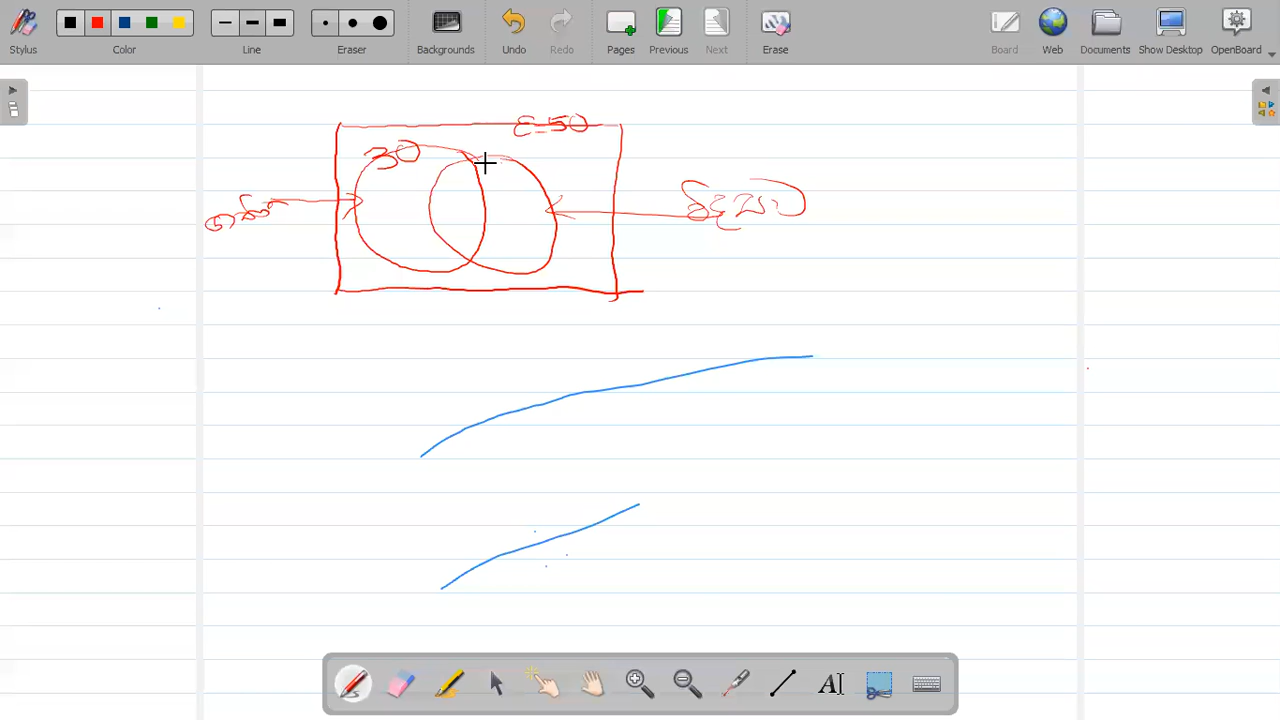 Stylus Color Line Eraser Backgrounds Undo Redo Pages Previous Next Erase Board Web Documents Show Desktop OpenBoard
ε=50
30